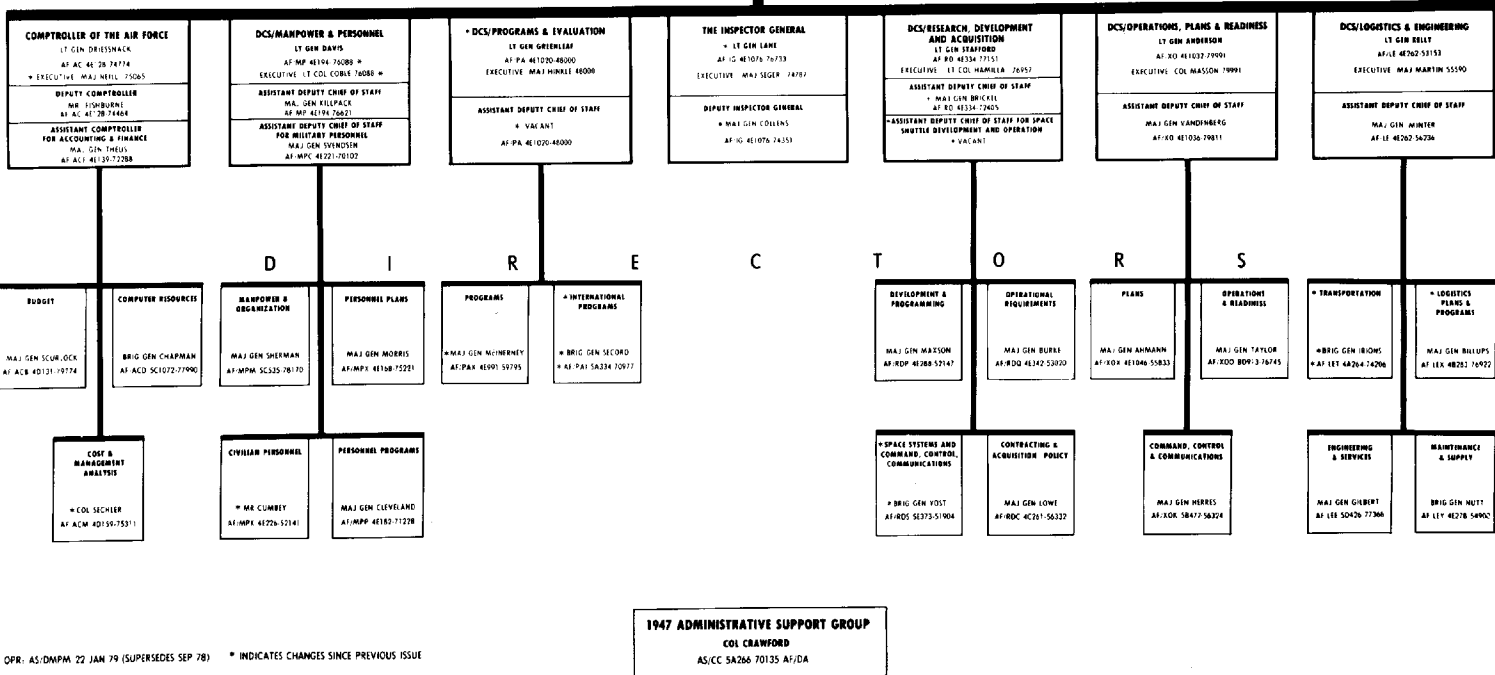 COMPTROLLER OF THE AIR FORCE
LT GEN DRIESSNACK
AF AC 4E128 74774
* EXECUTIVE MAJ NEILL 75065
DEPUTY COMPTROLLER
MR FISHBURNE
AF AC 4E128-74464
ASSISTANT COMPTROLLER
FOR ACCOUNTING & FINANCE
MAJ GEN THEUS
AF ACF 4E139-72288
DCS/MANPOWER & PERSONNEL
LT GEN DAVIS
AF MP 4E194-76088 *
EXECUTIVE LT COL COBLE 76088 *
ASSISTANT DEPUTY CHIEF OF STAFF
MAJ GEN KILLPACK
AF MP 4E194 76621
ASSISTANT DEPUTY CHIEF OF STAFF
FOR MILITARY PERSONNEL
MAJ GEN SVENDSEN
AF/MPC 4E221-70102
* DCS/PROGRAMS & EVALUATION
LT GEN GREENLEAF
AF/PA 4E1020-48000
EXECUTIVE MAJ HINKLE 48000
ASSISTANT DEPUTY CHIEF OF STAFF
* VACANT
AF/PA 4E1020-48000
THE INSPECTOR GENERAL
* LT GEN LANE
AF IG 4E1076 76733
EXECUTIVE MAJ SEGER 74787
DEPUTY INSPECTOR GENERAL
* MAJ GEN COLLENS
AF/IG 4E1076 74351
DCS/RESEARCH, DEVELOPMENT
AND ACQUISITION
LT GEN STAFFORD
AF RD 4E334 77151
EXECUTIVE LT COL HAMILLA 76957
ASSISTANT DEPUTY CHIEF OF STAFF
* MAJ GEN BRICKEL
AF RD 4E334-72405
*ASSISTANT DEPUTY CHIEF OF STAFF FOR SPACE
SHUTTLE DEVELOPMENT AND OPERATION
* VACANT
DCS/OPERATIONS, PLANS & READINESS
LT GEN ANDERSON
AF/XO 4E1032-79991
EXECUTIVE COL MASSON 79991
ASSISTANT DEPUTY CHIEF OF STAFF
MAJ GEN VANDENBERG
AF/XO 4E1036-79811
DCS/LOGISTICS & ENGINEERING
LT GEN KELLY
AF/LE 4E262-53153
EXECUTIVE MAJ MARTIN 55590
ASSISTANT DEPUTY CHIEF OF STAFF
MAJ GEN MINTER
AF/LE 4E262-56236
D I R E C T O R S
BUDGET
MAJ GEN SCURLOCK
AF ACB 4D131-79774
COMPUTER RESOURCES
BRIG GEN CHAPMAN
AF/ACD 5C1072-77990
MANPOWER &
ORGANIZATION
MAJ GEN SHERMAN
AF/MPM 5C535-78170
PERSONNEL PLANS
MAJ GEN MORRIS
AF/MPX 4E168-75221
PROGRAMS
*MAJ GEN McINERNEY
AF/PAX 4E991 59795
* INTERNATIONAL
PROGRAMS
* BRIG GEN SECORD
* AF/PAI 5A334 70977
DEVELOPMENT &
PROGRAMMING
MAJ GEN MAXSON
AF/RDP 4E288-52147
OPERATIONAL
REQUIREMENTS
MAJ GEN BURKE
AF/RDQ 4E342-53020
PLANS
MAJ GEN AHMANN
AF/XOX 4E1046-55833
OPERATIONS
& READINESS
MAJ GEN TAYLOR
AF/XOO BD913-76745
* TRANSPORTATION
*BRIG GEN IRIONS
*AF LET 4A264-74206
* LOGISTICS
PLANS &
PROGRAMS
MAJ GEN BILLUPS
AF LEX 4B283 76922
COST &
MANAGEMENT
ANALYSIS
* COL SECHLER
AF ACM 4D159-75311
CIVILIAN PERSONNEL
* MR CUMBEY
AF/MPK 4E226-52141
PERSONNEL PROGRAMS
MAJ GEN CLEVELAND
AF/MPP 4E182-71228
* SPACE SYSTEMS AND
COMMAND, CONTROL,
COMMUNICATIONS
* BRIG GEN YOST
AF/RDS 5E373-51904
CONTRACTING &
ACQUISITION POLICY
MAJ GEN LOWE
AF/RDC 4C261-56332
COMMAND, CONTROL
& COMMUNICATIONS
MAJ GEN HERRES
AF/XOK 5B477-56324
ENGINEERING
& SERVICES
MAJ GEN GILBERT
AF LEE 5D426 77366
MAINTENANCE
& SUPPLY
BRIG GEN NUTT
AF LEY 4E278 54900
1947 ADMINISTRATIVE SUPPORT GROUP
COL CRAWFORD
AS/CC 5A266 70135 AF/DA
OPR: AS/DMPM 22 JAN 79 (SUPERSEDES SEP 78) * INDICATES CHANGES SINCE PREVIOUS ISSUE